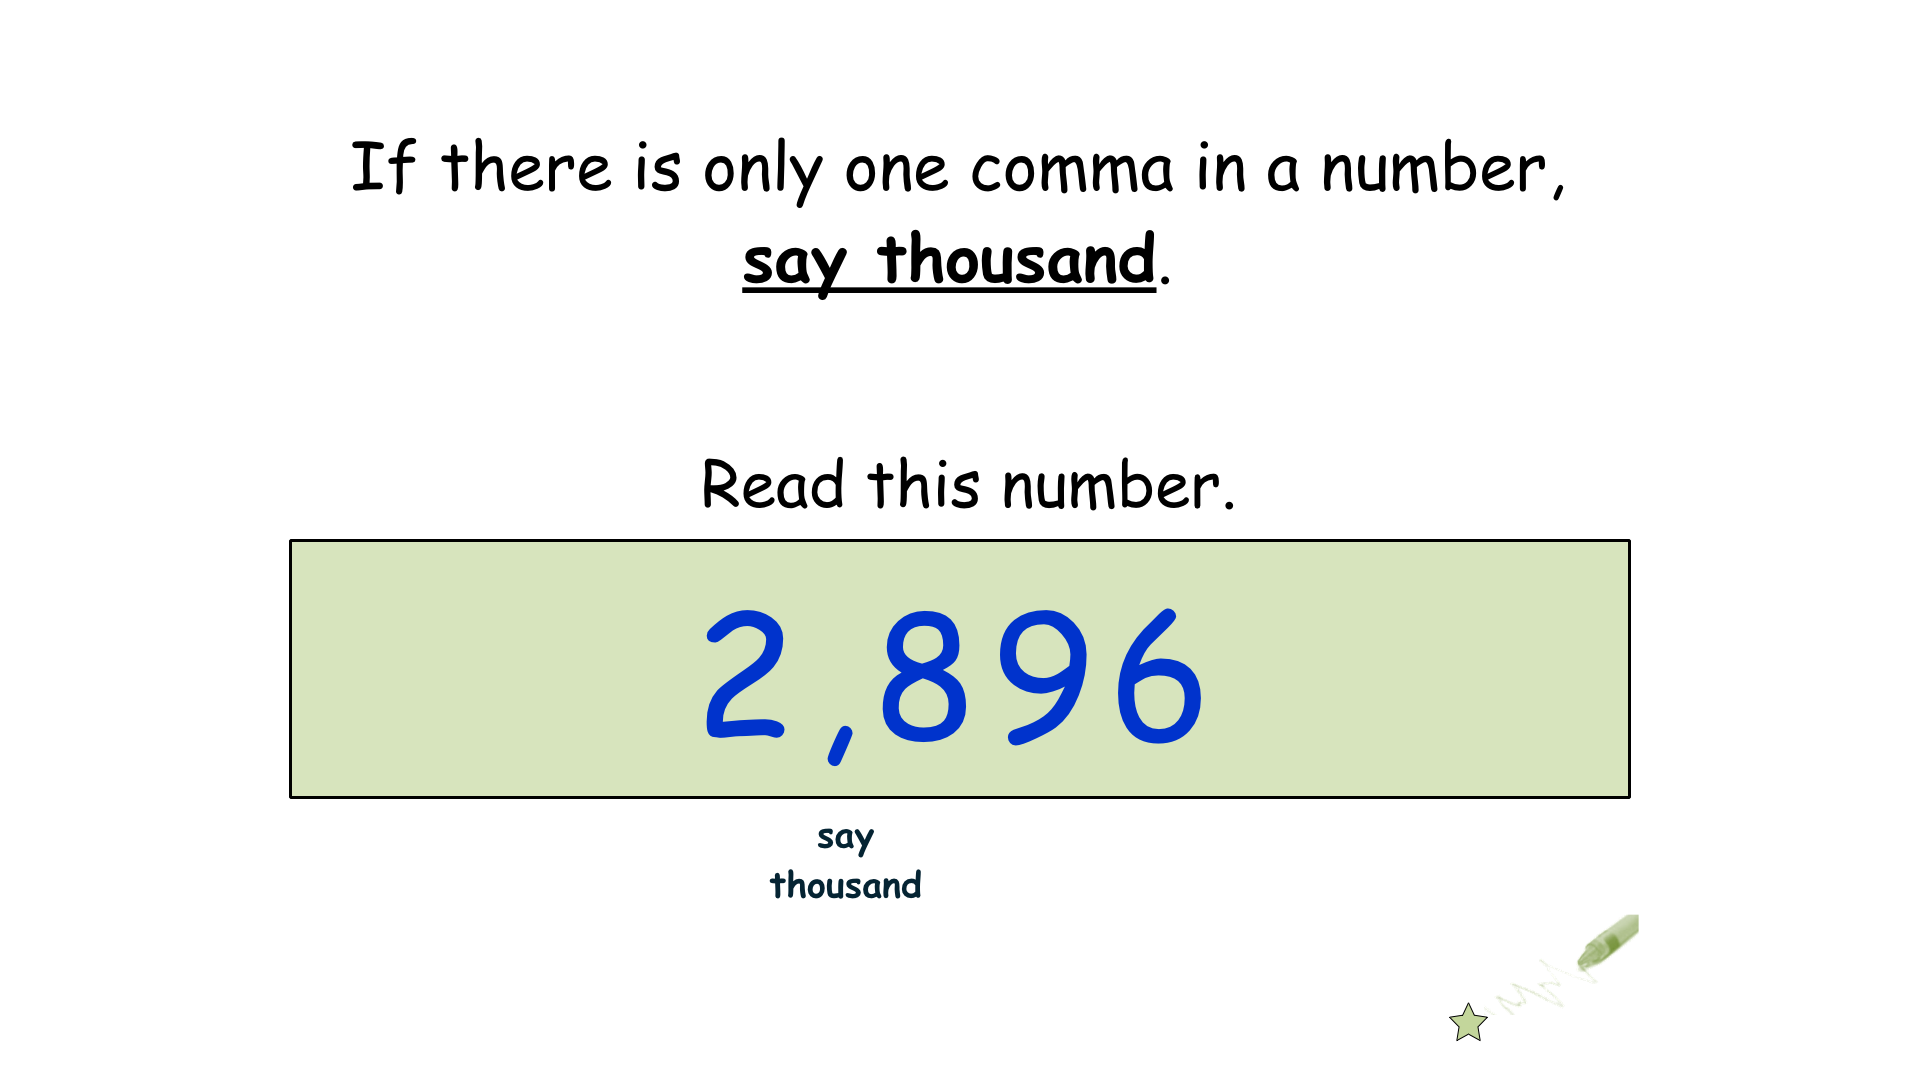 If there is only one comma in a number,
say thousand.
Read this number.
2,896
say
thousand